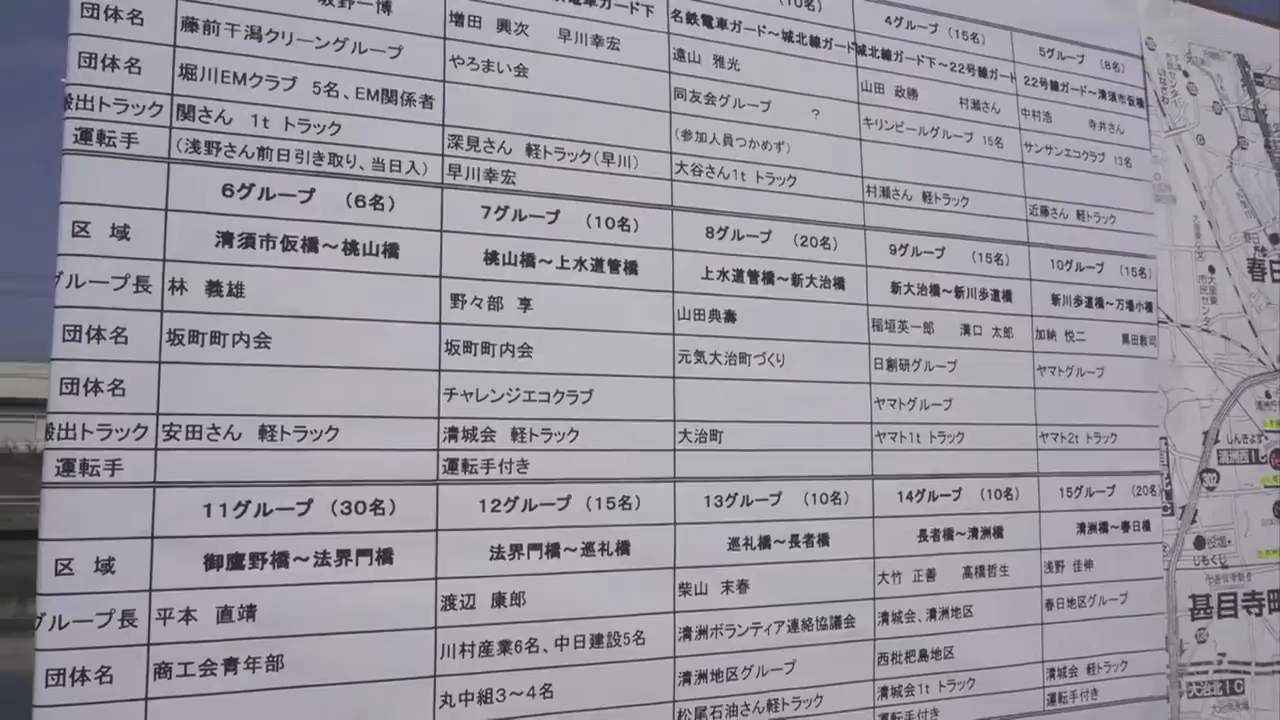 (10名)
4グループ (15名)
5グループ (8名)
団体名
増田 興次 早川幸宏
名鉄電車ガード～城北線ガード
城北線ガード下～22号線ガード
22号線ガード～清須市仮橋
藤前干潟クリーングループ
やろまい会
遠山 雅光
山田 政勝 村瀬さん
中村浩 寺井さん
団体名
堀川EMクラブ 5名、EM関係者
同友会グループ ?
キリンビールグループ 15名
サンサンエコクラブ 13名
搬出トラック
関さん 1t トラック
深見さん 軽トラック(早川)
(参加人員つかめず)
大谷さん1t トラック
村瀬さん 軽トラック
近藤さん 軽トラック
運転手
(浅野さん前日引き取り、当日入)
早川幸宏
6グループ (6名)
7グループ (10名)
8グループ (20名)
9グループ (15名)
10グループ (15名)
区 域
清須市仮橋～桃山橋
桃山橋～上水道管橋
上水道管橋～新大治橋
新大治橋～新川歩道橋
新川歩道橋～万場小橋
グループ長
林 義雄
野々部 享
山田典壽
稲垣英一郎 溝口 太郎
加納 悦二
団体名
坂町町内会
坂町町内会
元気大治町づくり
日創研グループ
ヤマトグループ
団体名
チャレンジエコクラブ
ヤマトグループ
搬出トラック
安田さん 軽トラック
清城会 軽トラック
大治町
ヤマト1t トラック
ヤマト2t トラック
運転手
運転手付き
11グループ (30名)
12グループ (15名)
13グループ (10名)
14グループ (10名)
15グループ (20名)
区 域
御鷹野橋～法界門橋
法界門橋～巡礼橋
巡礼橋～長者橋
長者橋～清洲橋
清洲橋～春日橋
グループ長
平本 直靖
渡辺 康郎
柴山 末春
大竹 正善 高橋哲生
浅野 佳伸
団体名
商工会青年部
川村産業6名、中日建設5名
清洲ボランティア連絡協議会
清城会、清洲地区
春日地区グループ
丸中組3～4名
清洲地区グループ
西枇杷島地区
松尾石油さん軽トラック
清城会1t トラック
清城会 軽トラック
運転手付き
運転手付き
春日
しんきよす
清洲西IC
302
しもくじ
甚目寺町
大治北IC